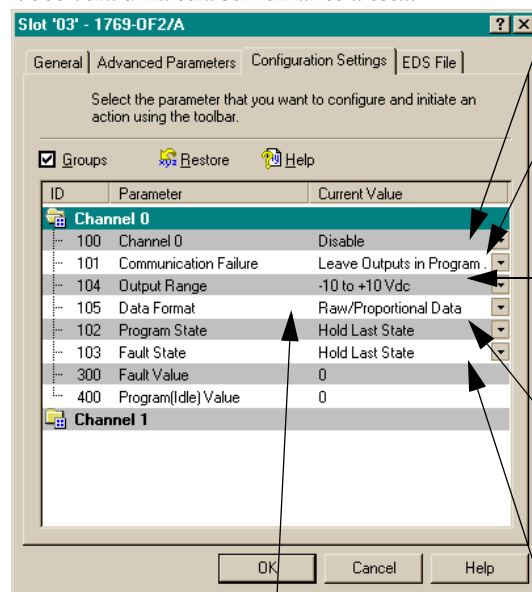 Slot '03' - 1769-OF2/A
General Advanced Parameters Configuration Settings EDS File
Select the parameter that you want to configure and initiate an
action using the toolbar.
Groups Restore Help
ID Parameter Current Value
Channel 0
100 Channel 0 Disable
101 Communication Failure Leave Outputs in Program .
104 Output Range -10 to +10 Vdc
105 Data Format Raw/Proportional Data
102 Program State Hold Last State
103 Fault State Hold Last State
300 Fault Value 0
400 Program(Idle) Value 0
Channel 1
OK Cancel Help